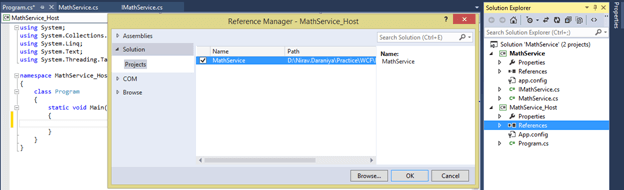 Program.cs*
MathService.cs
IMathService.cs
MathService_Host
using System;
using System.Collections.
using System.Linq;
using System.Text;
using System.Threading.Ta
namespace MathService_Hos
{
class Program
{
static void Main(
{
}
}
}
Reference Manager - MathService_Host
Assemblies
Solution
Projects
COM
Browse
Name Path
MathService D:\Nirav.Daraniya\Practice\WCF\
Search Solution (Ctrl+E)
Name:
MathService
Browse... OK Cancel
Properties
Solution Explorer
Search Solution Explorer (Ctrl+;)
Solution 'MathService' (2 projects)
MathService
Properties
References
app.config
IMathService.cs
MathService.cs
MathService_Host
Properties
References
App.config
Program.cs